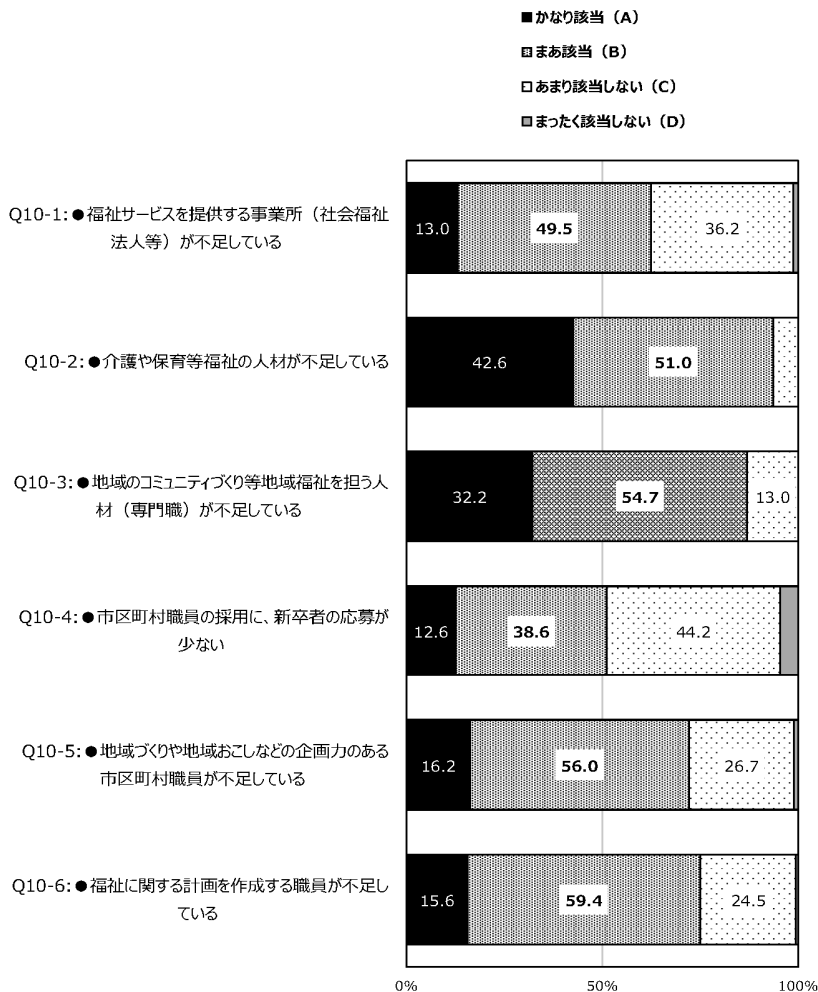 ■かなり該当（A）
まあ該当（B）
□あまり該当しない（C）
まったく該当しない（D）
Q10-1:●福祉サービスを提供する事業所（社会福祉
法人等）が不足している
13.0 49.5 36.2
Q10-2:●介護や保育等福祉の人材が不足している
42.6 51.0
Q10-3:●地域のコミュニティづくり等地域福祉を担う人
材（専門職）が不足している
32.2 54.7 13.0
Q10-4:●市区町村職員の採用に、新卒者の応募が
少ない
12.6 38.6 44.2
Q10-5:●地域づくりや地域おこしなどの企画力のある
市区町村職員が不足している
16.2 56.0 26.7
Q10-6:●福祉に関する計画を作成する職員が不足し
ている
15.6 59.4 24.5
0% 50% 100%